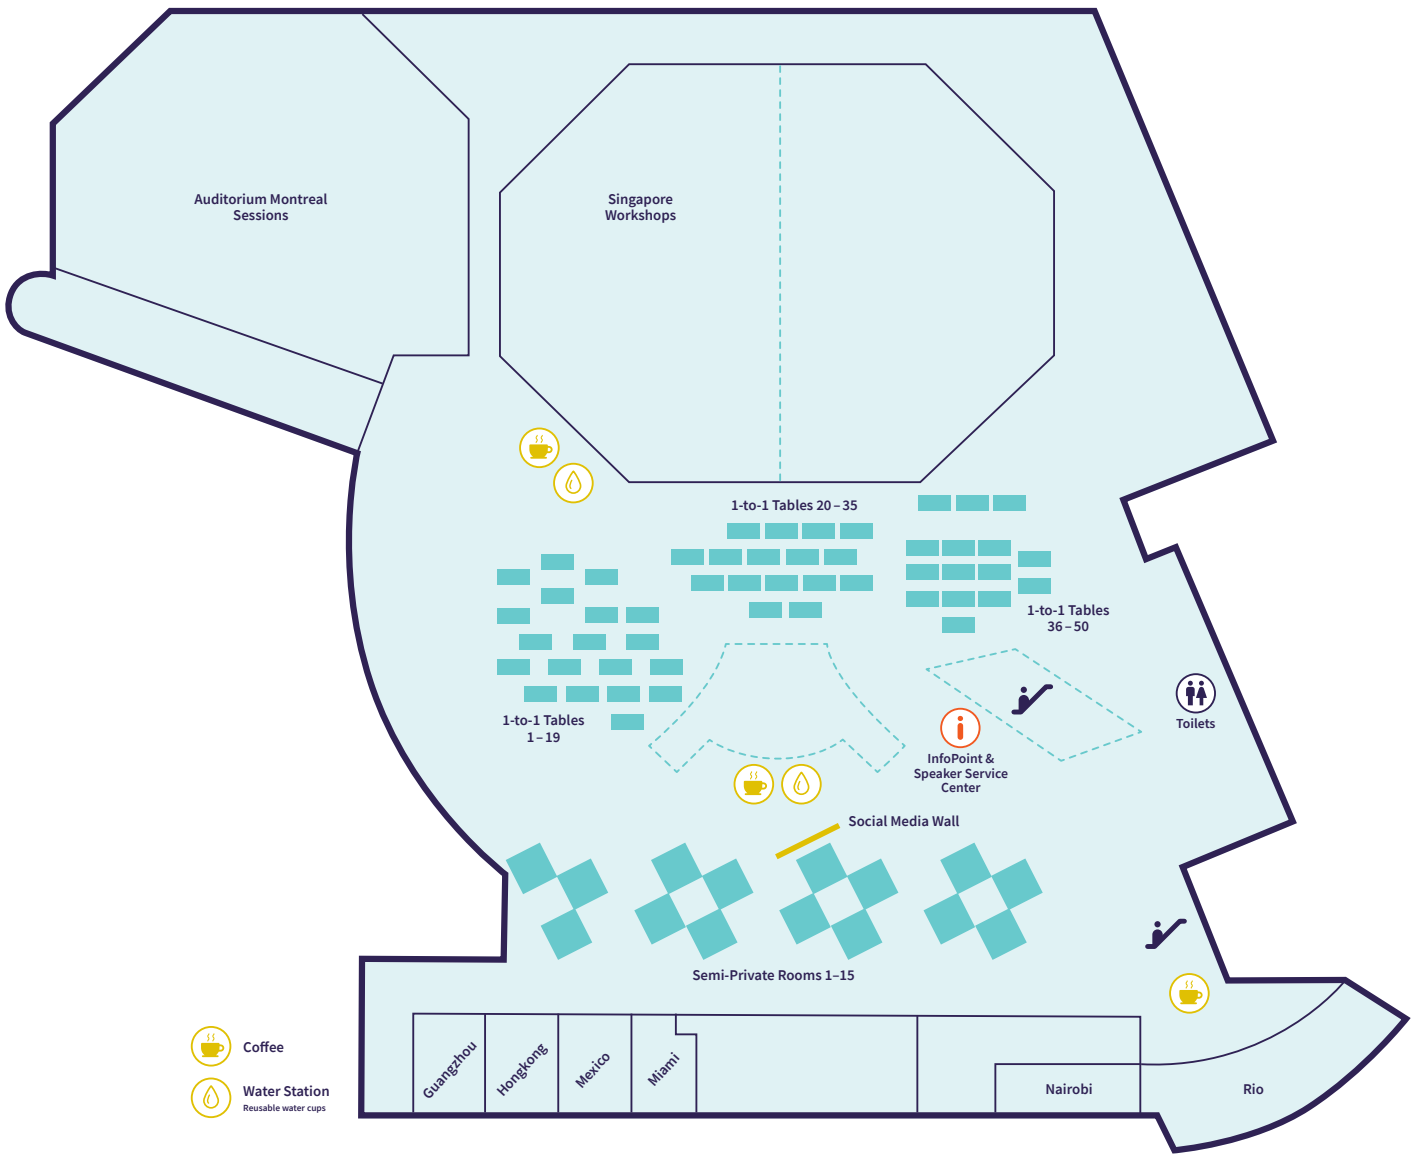 Auditorium Montreal
Sessions
Singapore
Workshops
1-to-1 Tables 20 – 35
1-to-1 Tables
36 – 50
1-to-1 Tables
1 – 19
Toilets
InfoPoint &
Speaker Service
Center
Social Media Wall
Semi-Private Rooms 1–15
Guangzhou
Hongkong
Mexico
Miami
Nairobi
Rio
Coffee
Water Station
Reusable water cups